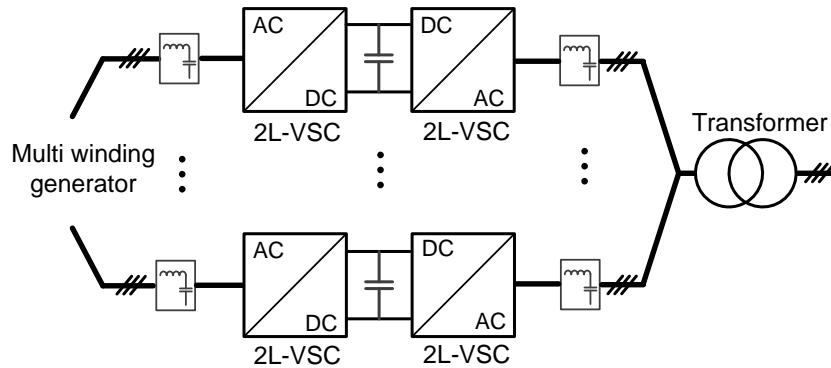 AC
DC
DC
AC
2L-VSC
2L-VSC
Multi winding
generator
Transformer
AC
DC
DC
AC
2L-VSC
2L-VSC